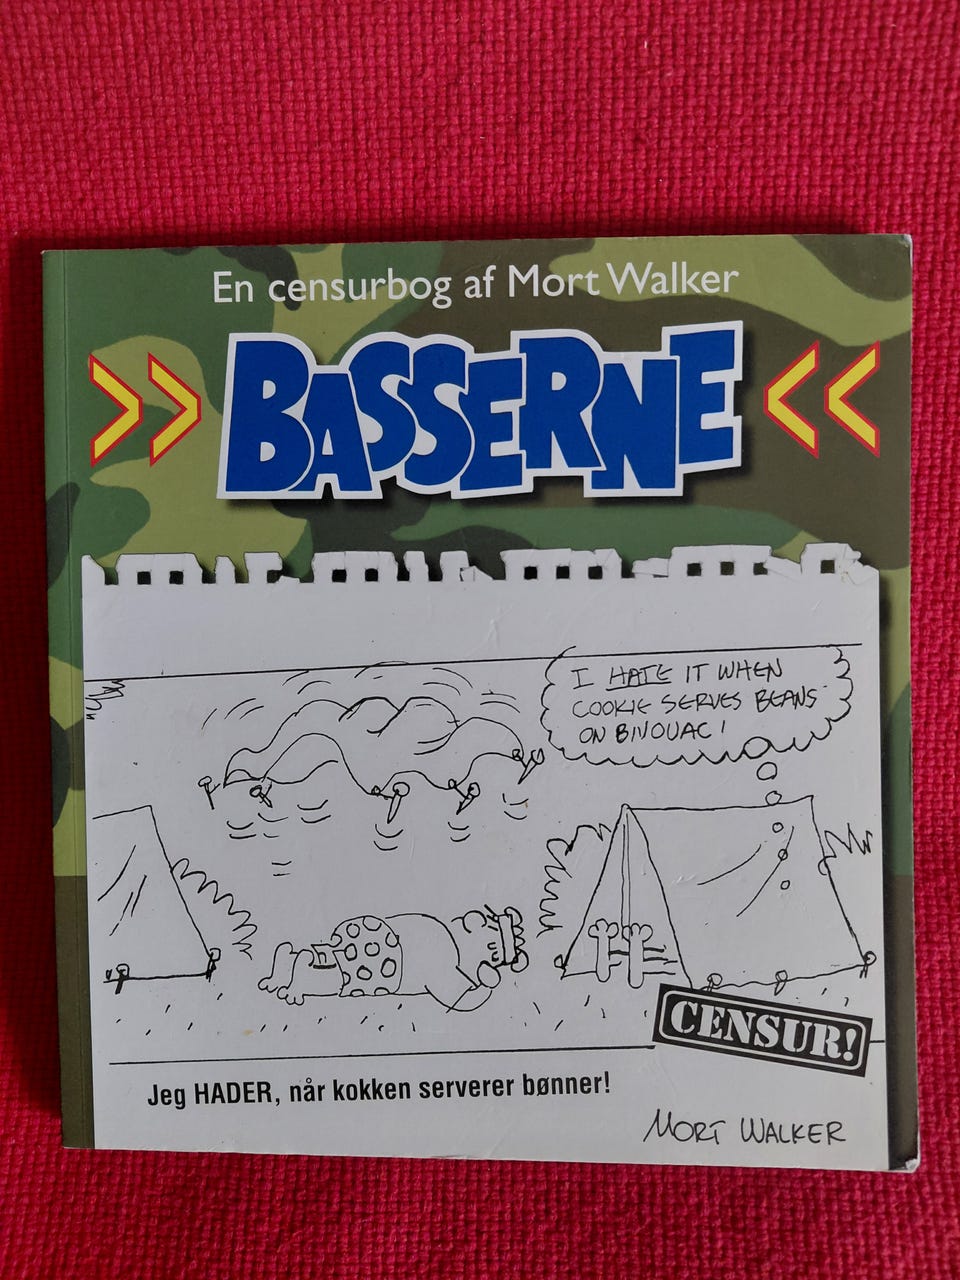 En censurbog af Mort Walker
BASSERNE
I HATE IT WHEN
COOKIE SERVES BEANS
ON BIVOUAC!
CENSUR!
Jeg HADER, når kokken serverer bønner!
MORT WALKER